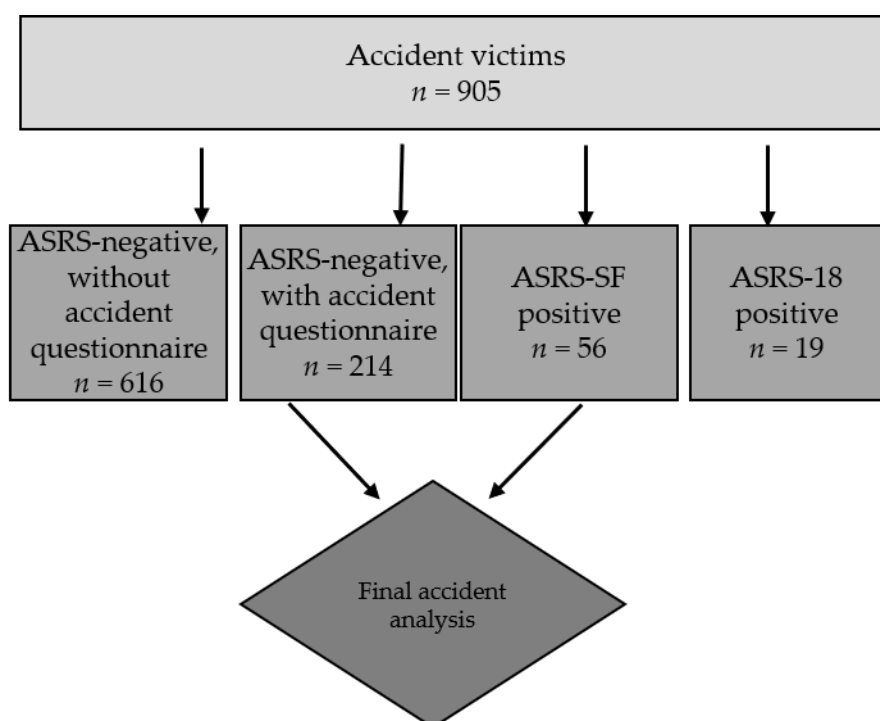 Accident victims
n = 905
ASRS-negative,
without
accident
questionnaire
n = 616
ASRS-negative,
with accident
questionnaire
n = 214
ASRS-SF
positive
n = 56
ASRS-18
positive
n = 19
Final accident
analysis